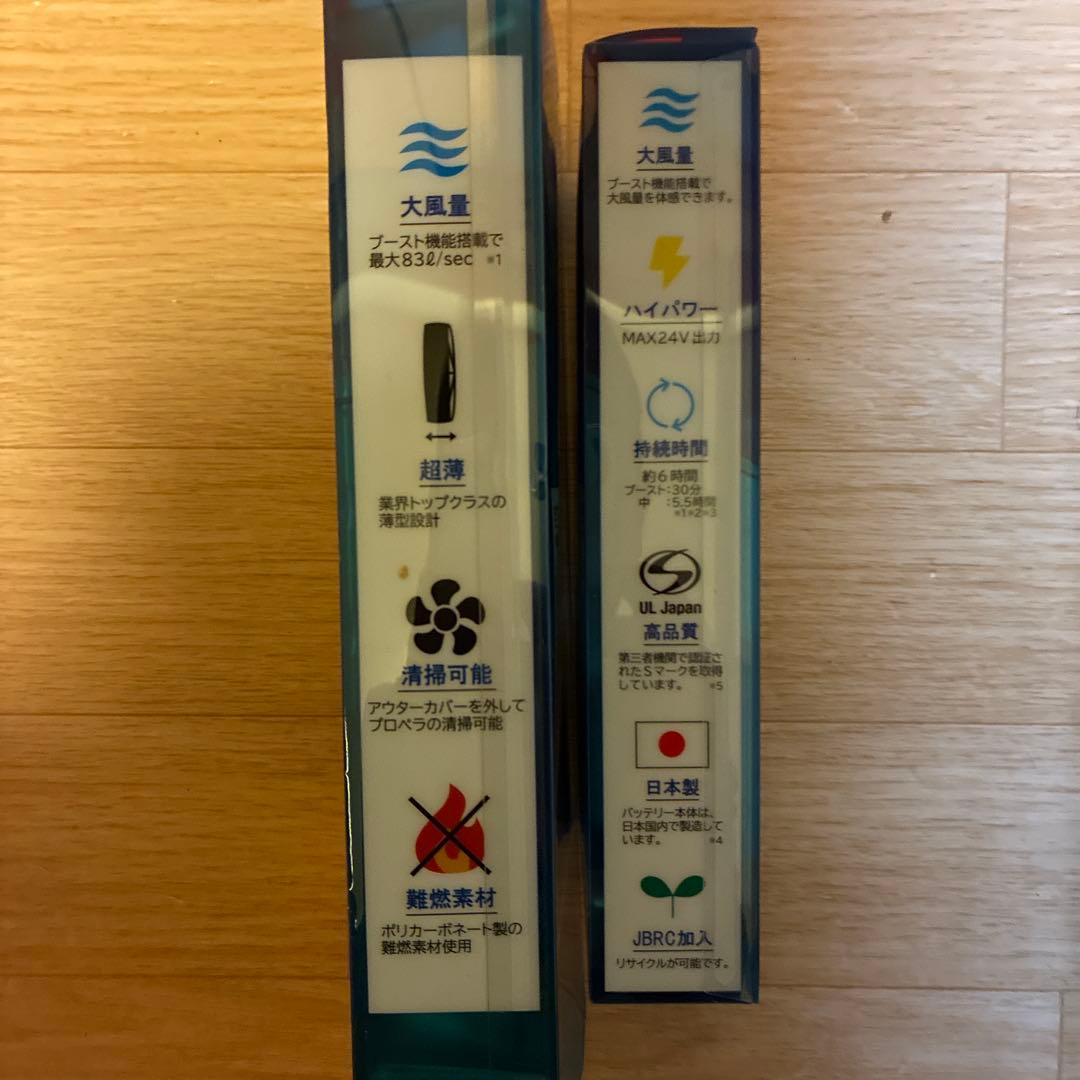 大風量
ブースト機能搭載で
最大83ℓ/sec ※1
超薄
業界トップクラスの
薄型設計
清掃可能
アウターカバーを外して
プロペラの清掃可能
難燃素材
ポリカーボネート製の
難燃素材使用
大風量
ブースト機能搭載で
大風量を体感できます。
ハイパワー
MAX24V出力
持続時間
約6時間
ブースト:30分
中 :5.5時間
※1※2※3
UL Japan
高品質
第三者機関で認証さ
れたSマークを取得
しています。 ※5
日本製
バッテリー本体は、
日本国内で製造して
います。 ※4
JBRC加入
リサイクルが可能です。